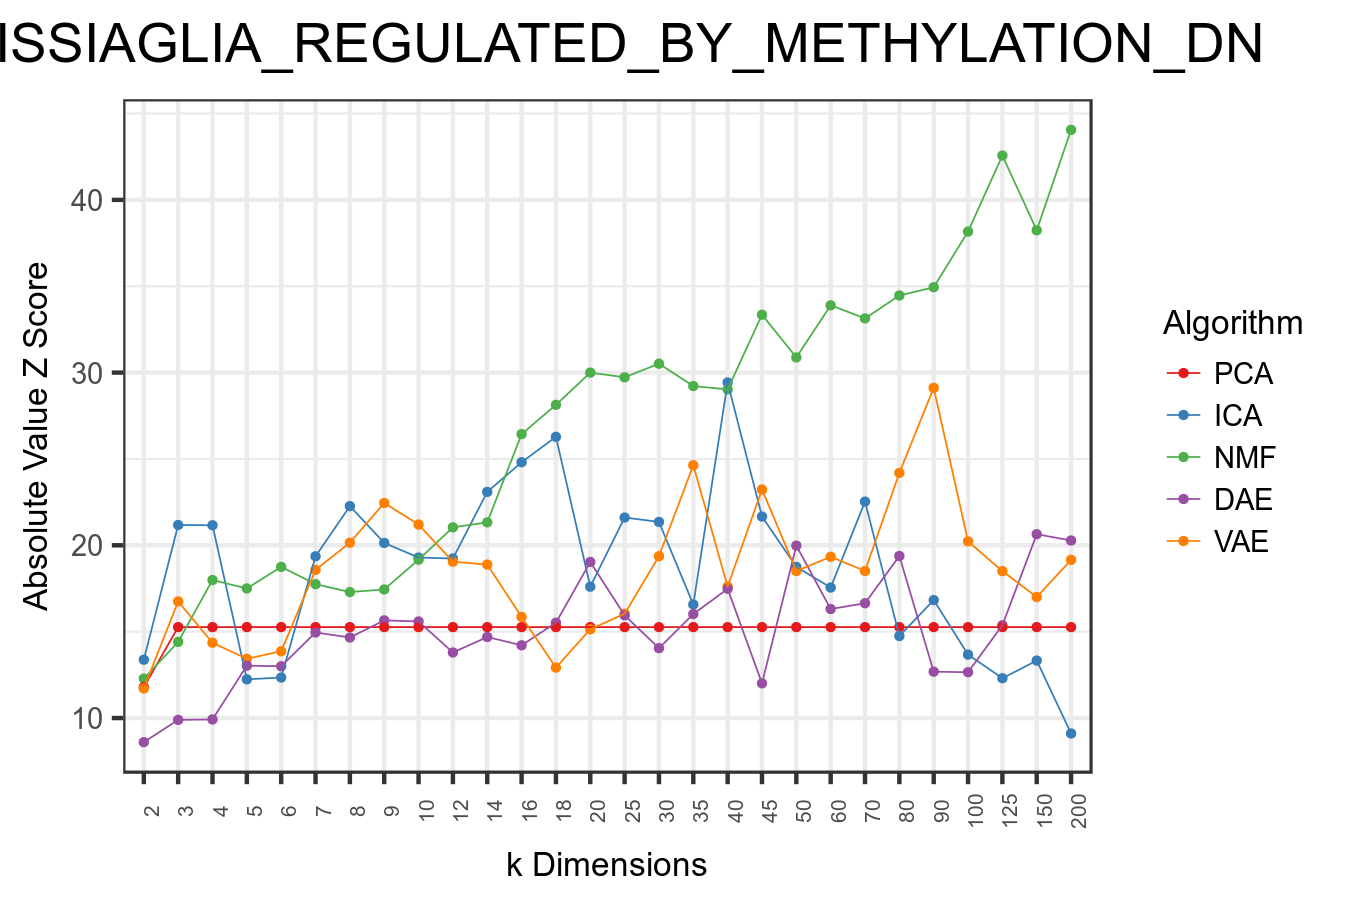 ISSIAGLIA_REGULATED_BY_METHYLATION_DN
40
30
20
10
Absolute Value Z Score
2 3 4 5 6 7 8 9 10 12 14 16 18 20 25 30 35 40 45 50 60 70 80 90 100 125 150 200
k Dimensions
Algorithm
PCA
ICA
NMF
DAE
VAE